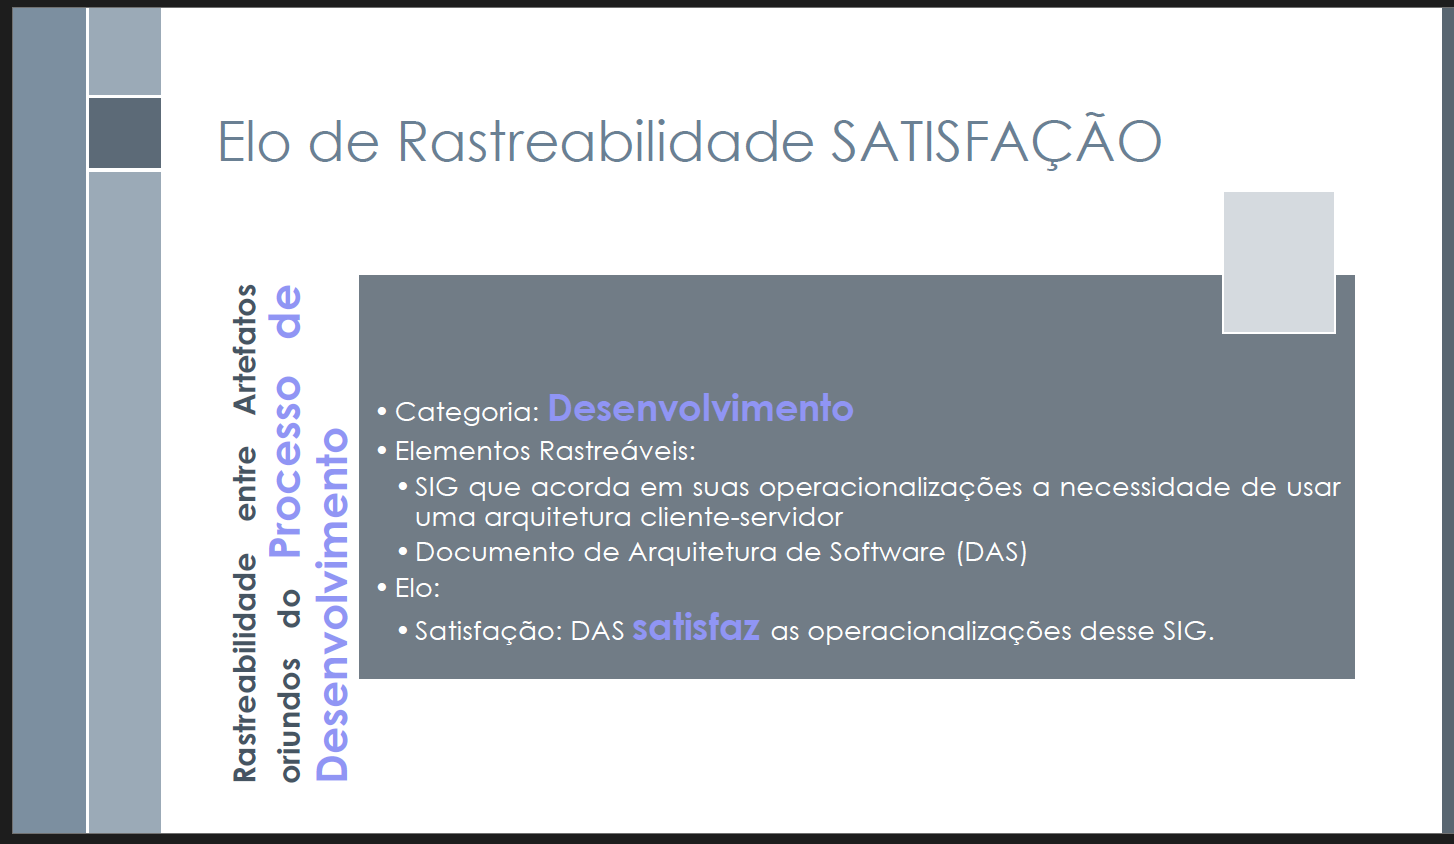 Elo de Rastreabilidade SATISFAÇÃO
Rastreabilidade entre Artefatos
oriundos do Processo de
Desenvolvimento
• Categoria: Desenvolvimento
• Elementos Rastreáveis:
• SIG que acorda em suas operacionalizações a necessidade de usar
uma arquitetura cliente-servidor
• Documento de Arquitetura de Software (DAS)
• Elo:
• Satisfação: DAS satisfaz as operacionalizações desse SIG.